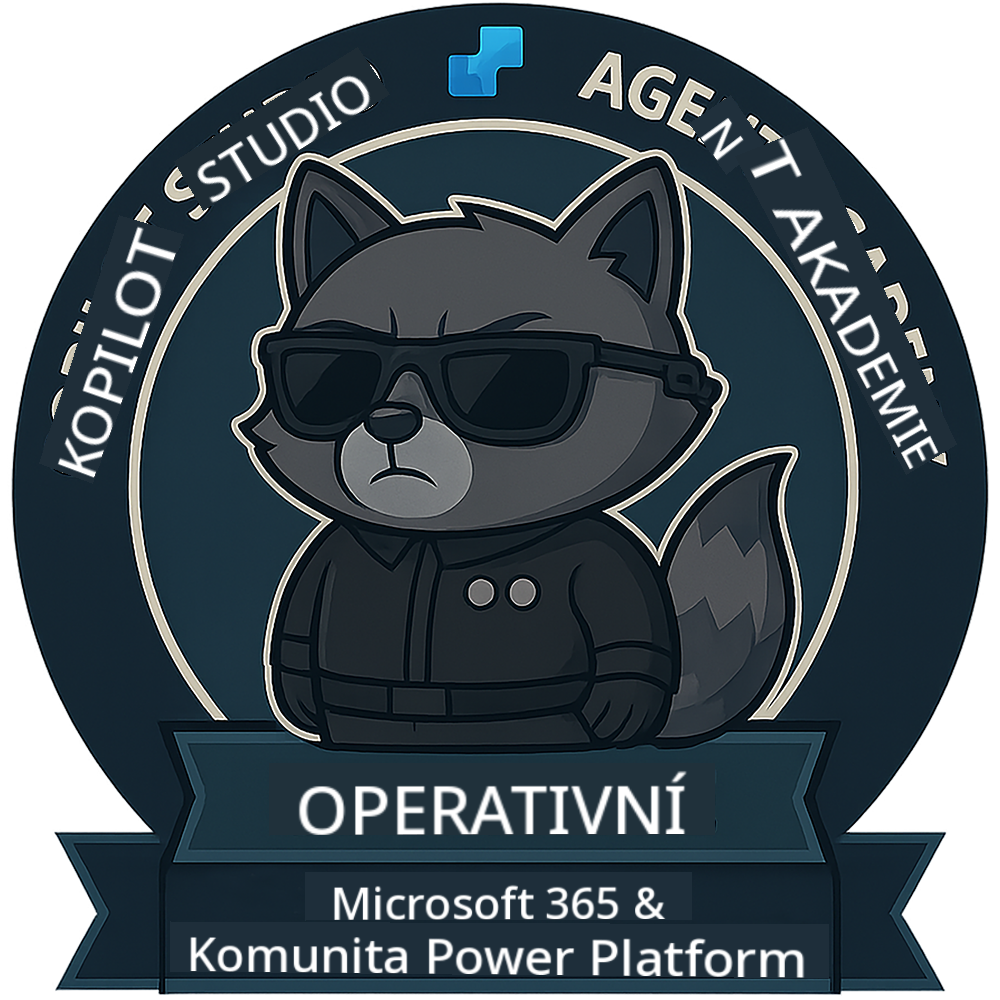 KOPILOT STUDIO
AGENT AKADEMIE
OPERATIVNÍ
Microsoft 365 &
Komunita Power Platform